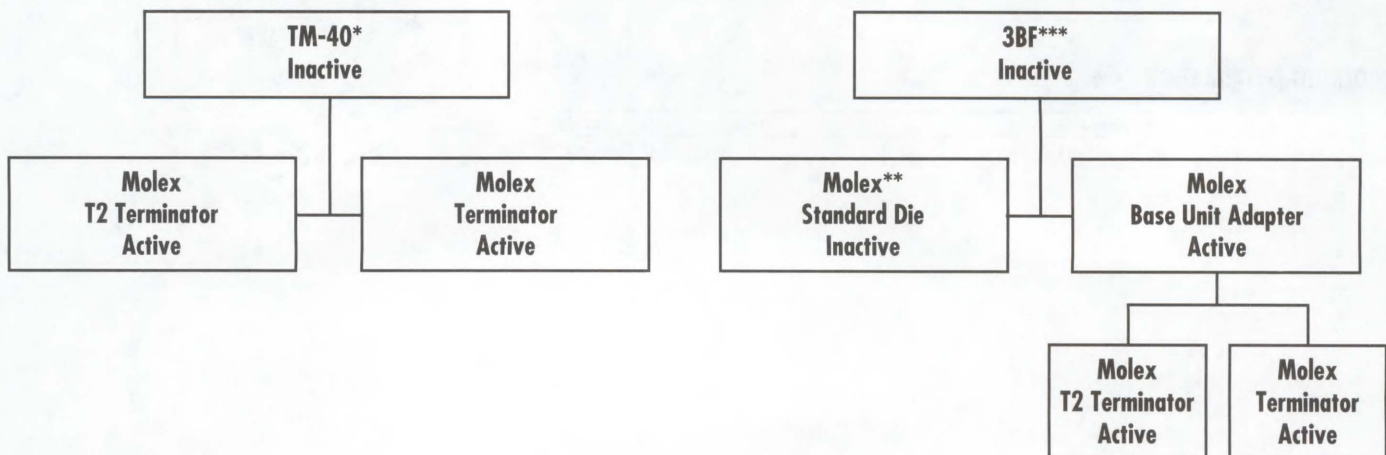 TM-40*
Inactive
3BF***
Inactive
Molex
T2 Terminator
Active
Molex
Terminator
Active
Molex**
Standard Die
Inactive
Molex
Base Unit Adapter
Active
Molex
T2 Terminator
Active
Molex
Terminator
Active